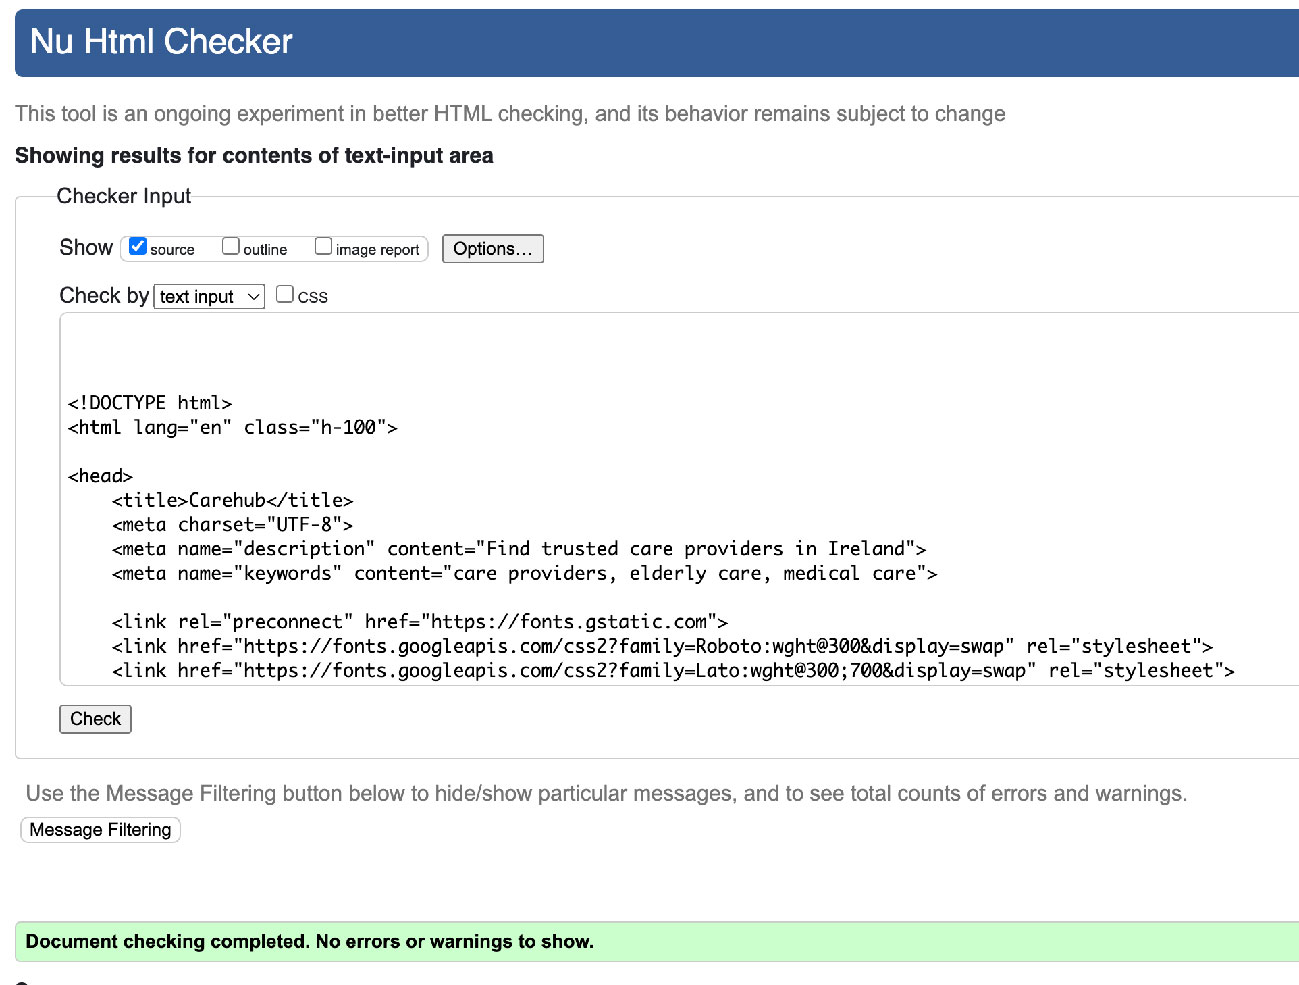 Nu Html Checker
This tool is an ongoing experiment in better HTML checking, and its behavior remains subject to change
Showing results for contents of text-input area
Checker Input
Show source outline image report Options...
Check by text input CSS
<!DOCTYPE html>
<html lang="en" class="h-100">
<head>
<title>Carehub</title>
<meta charset="UTF-8">
<meta name="description" content="Find trusted care providers in Ireland">
<meta name="keywords" content="care providers, elderly care, medical care">
<link rel="preconnect" href="https://fonts.gstatic.com">
<link href="https://fonts.googleapis.com/css2?family=Roboto:wght@300&display=swap" rel="stylesheet">
<link href="https://fonts.googleapis.com/css2?family=Lato:wght@300;700&display=swap" rel="stylesheet">
Check
Use the Message Filtering button below to hide/show particular messages, and to see total counts of errors and warnings.
Message Filtering
Document checking completed. No errors or warnings to show.